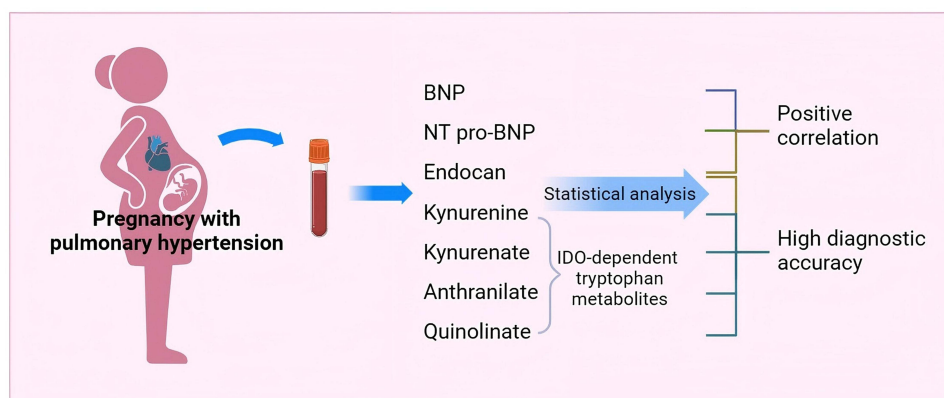 Pregnancy with
pulmonary hypertension
BNP
NT pro-BNP
Endocan
Kynurenine
Kynurenate
Anthranilate
Quinolinate
IDO-dependent
tryptophan
metabolites
Statistical analysis
Positive
correlation
High diagnostic
accuracy